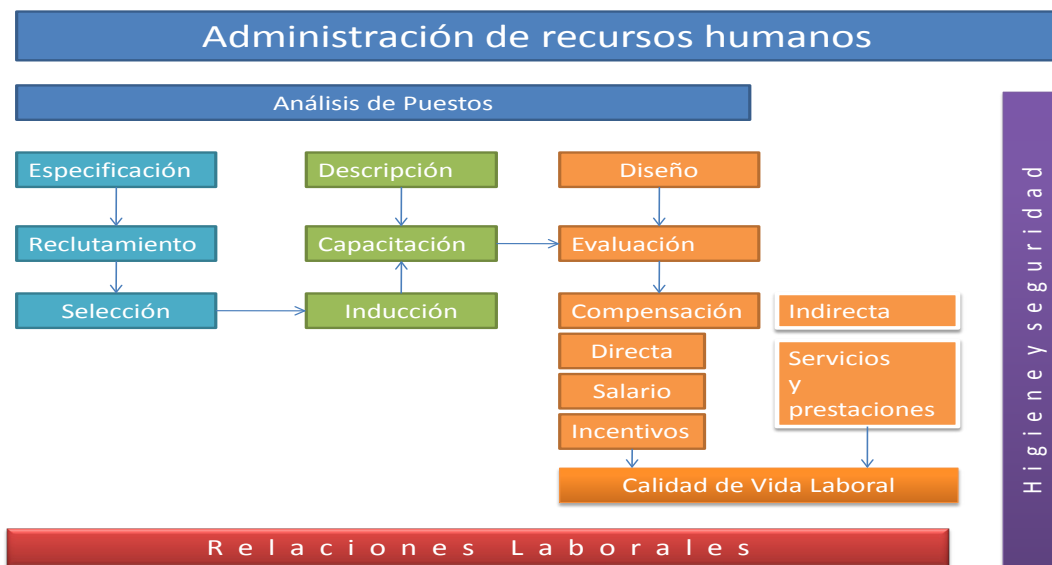 Administración de recursos humanos
Análisis de Puestos
Especificación
Descripción
Diseño
Reclutamiento
Capacitación
Evaluación
Selección
Inducción
Compensación
Indirecta
Directa
Salario
Incentivos
Servicios
y
prestaciones
Calidad de Vida Laboral
Relaciones Laborales
Higiene y seguridad